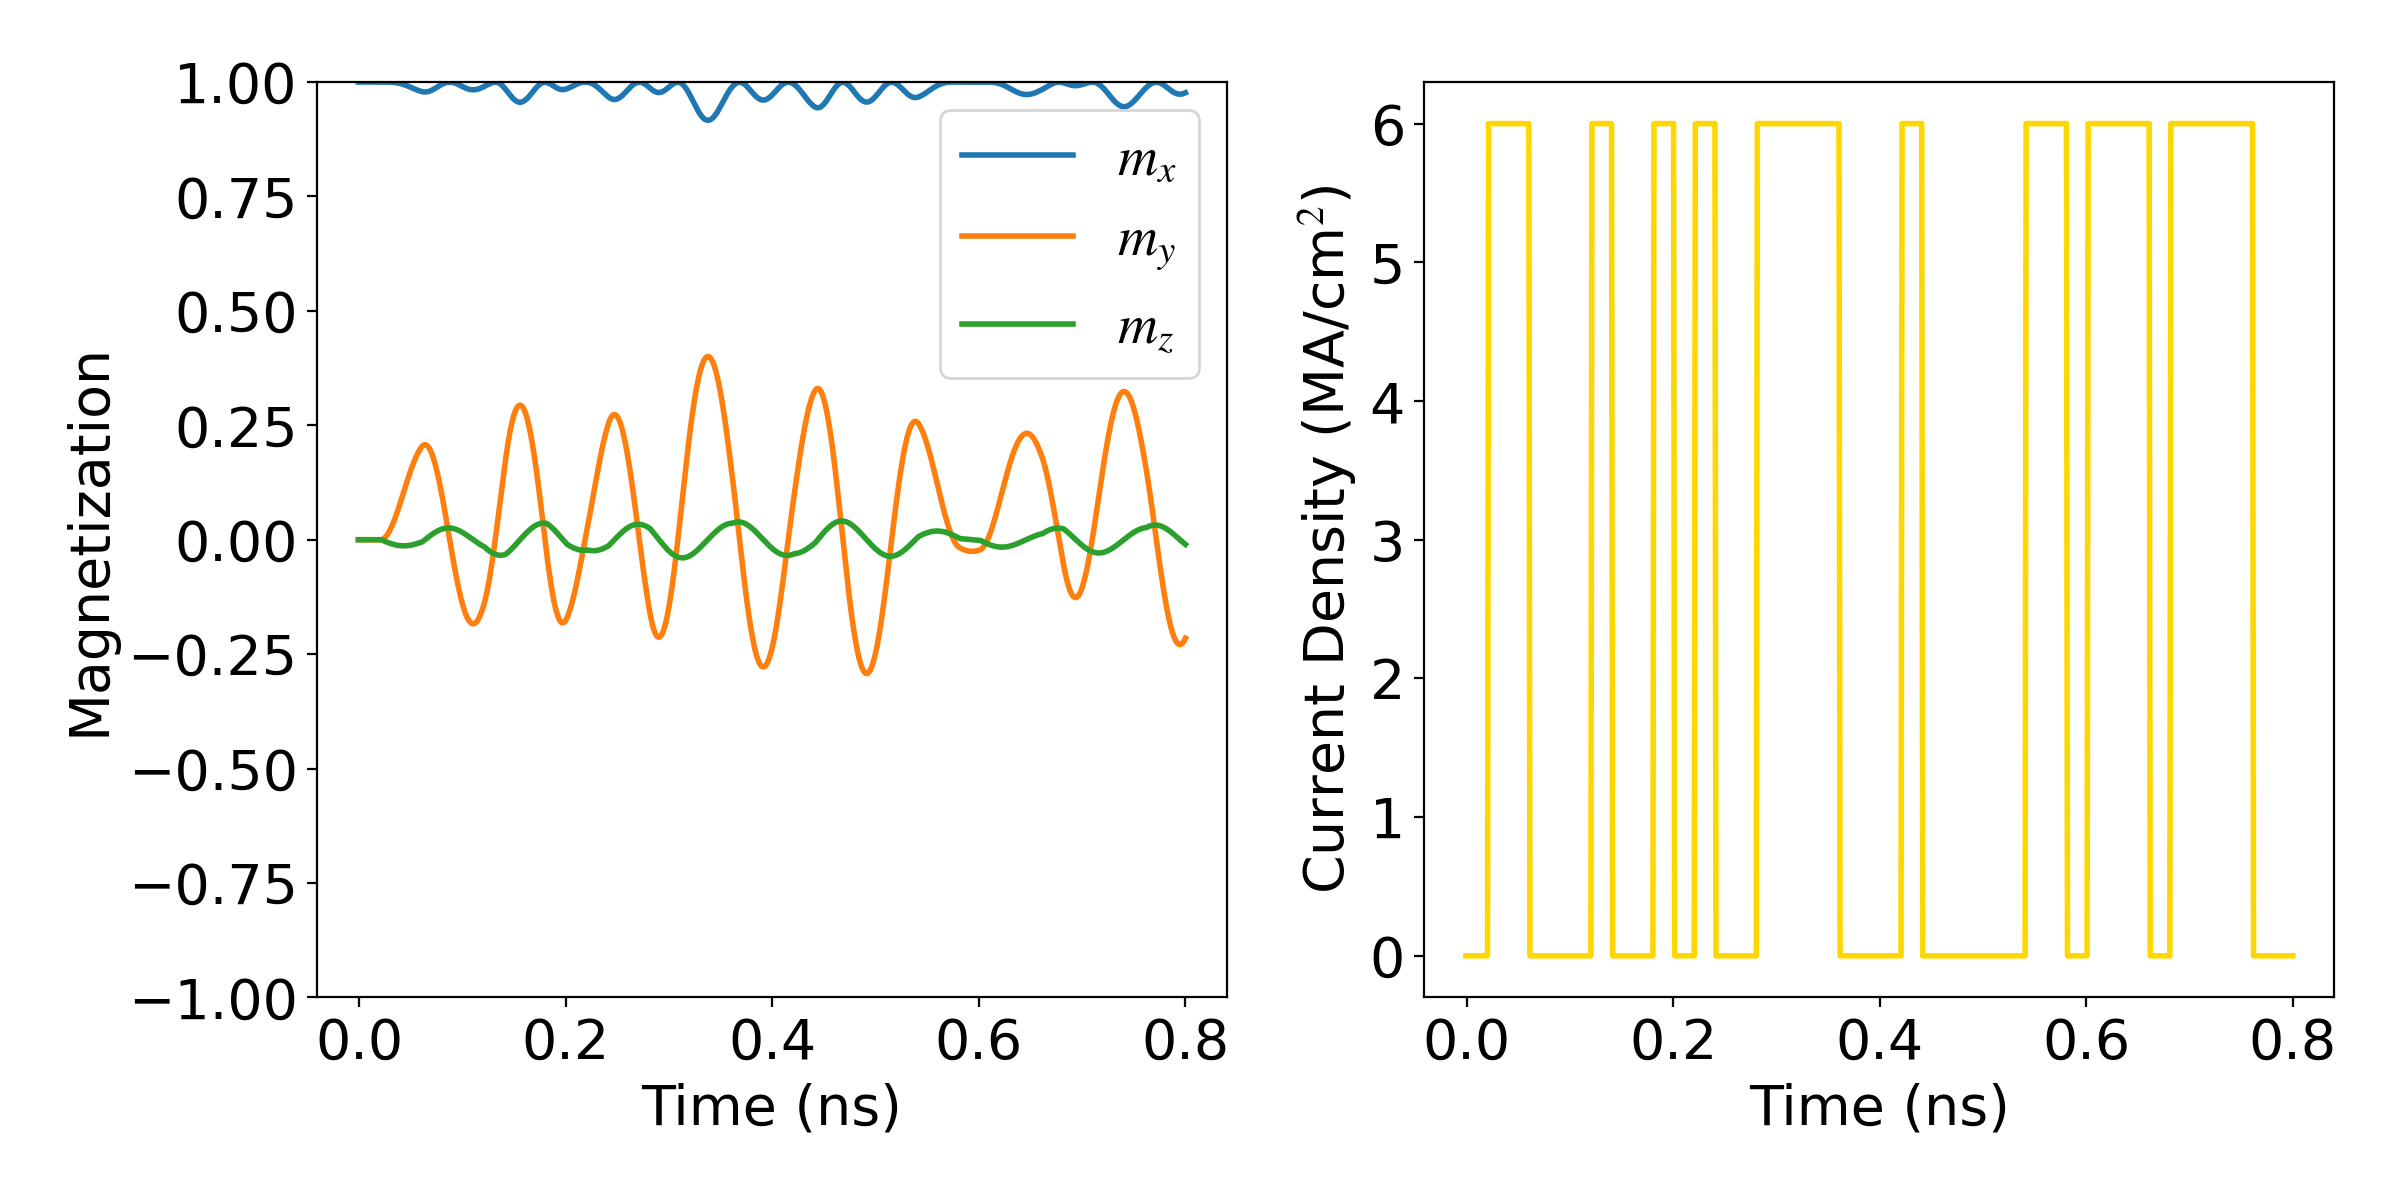 1.00
0.75
0.50
0.25
0.00
−0.25
−0.50
−0.75
−1.00
Magnetization
0.0 0.2 0.4 0.6 0.8
Time (ns)
m_x
m_y
m_z
6
5
4
3
2
1
0
Current Density (MA/cm²)
0.0 0.2 0.4 0.6 0.8
Time (ns)